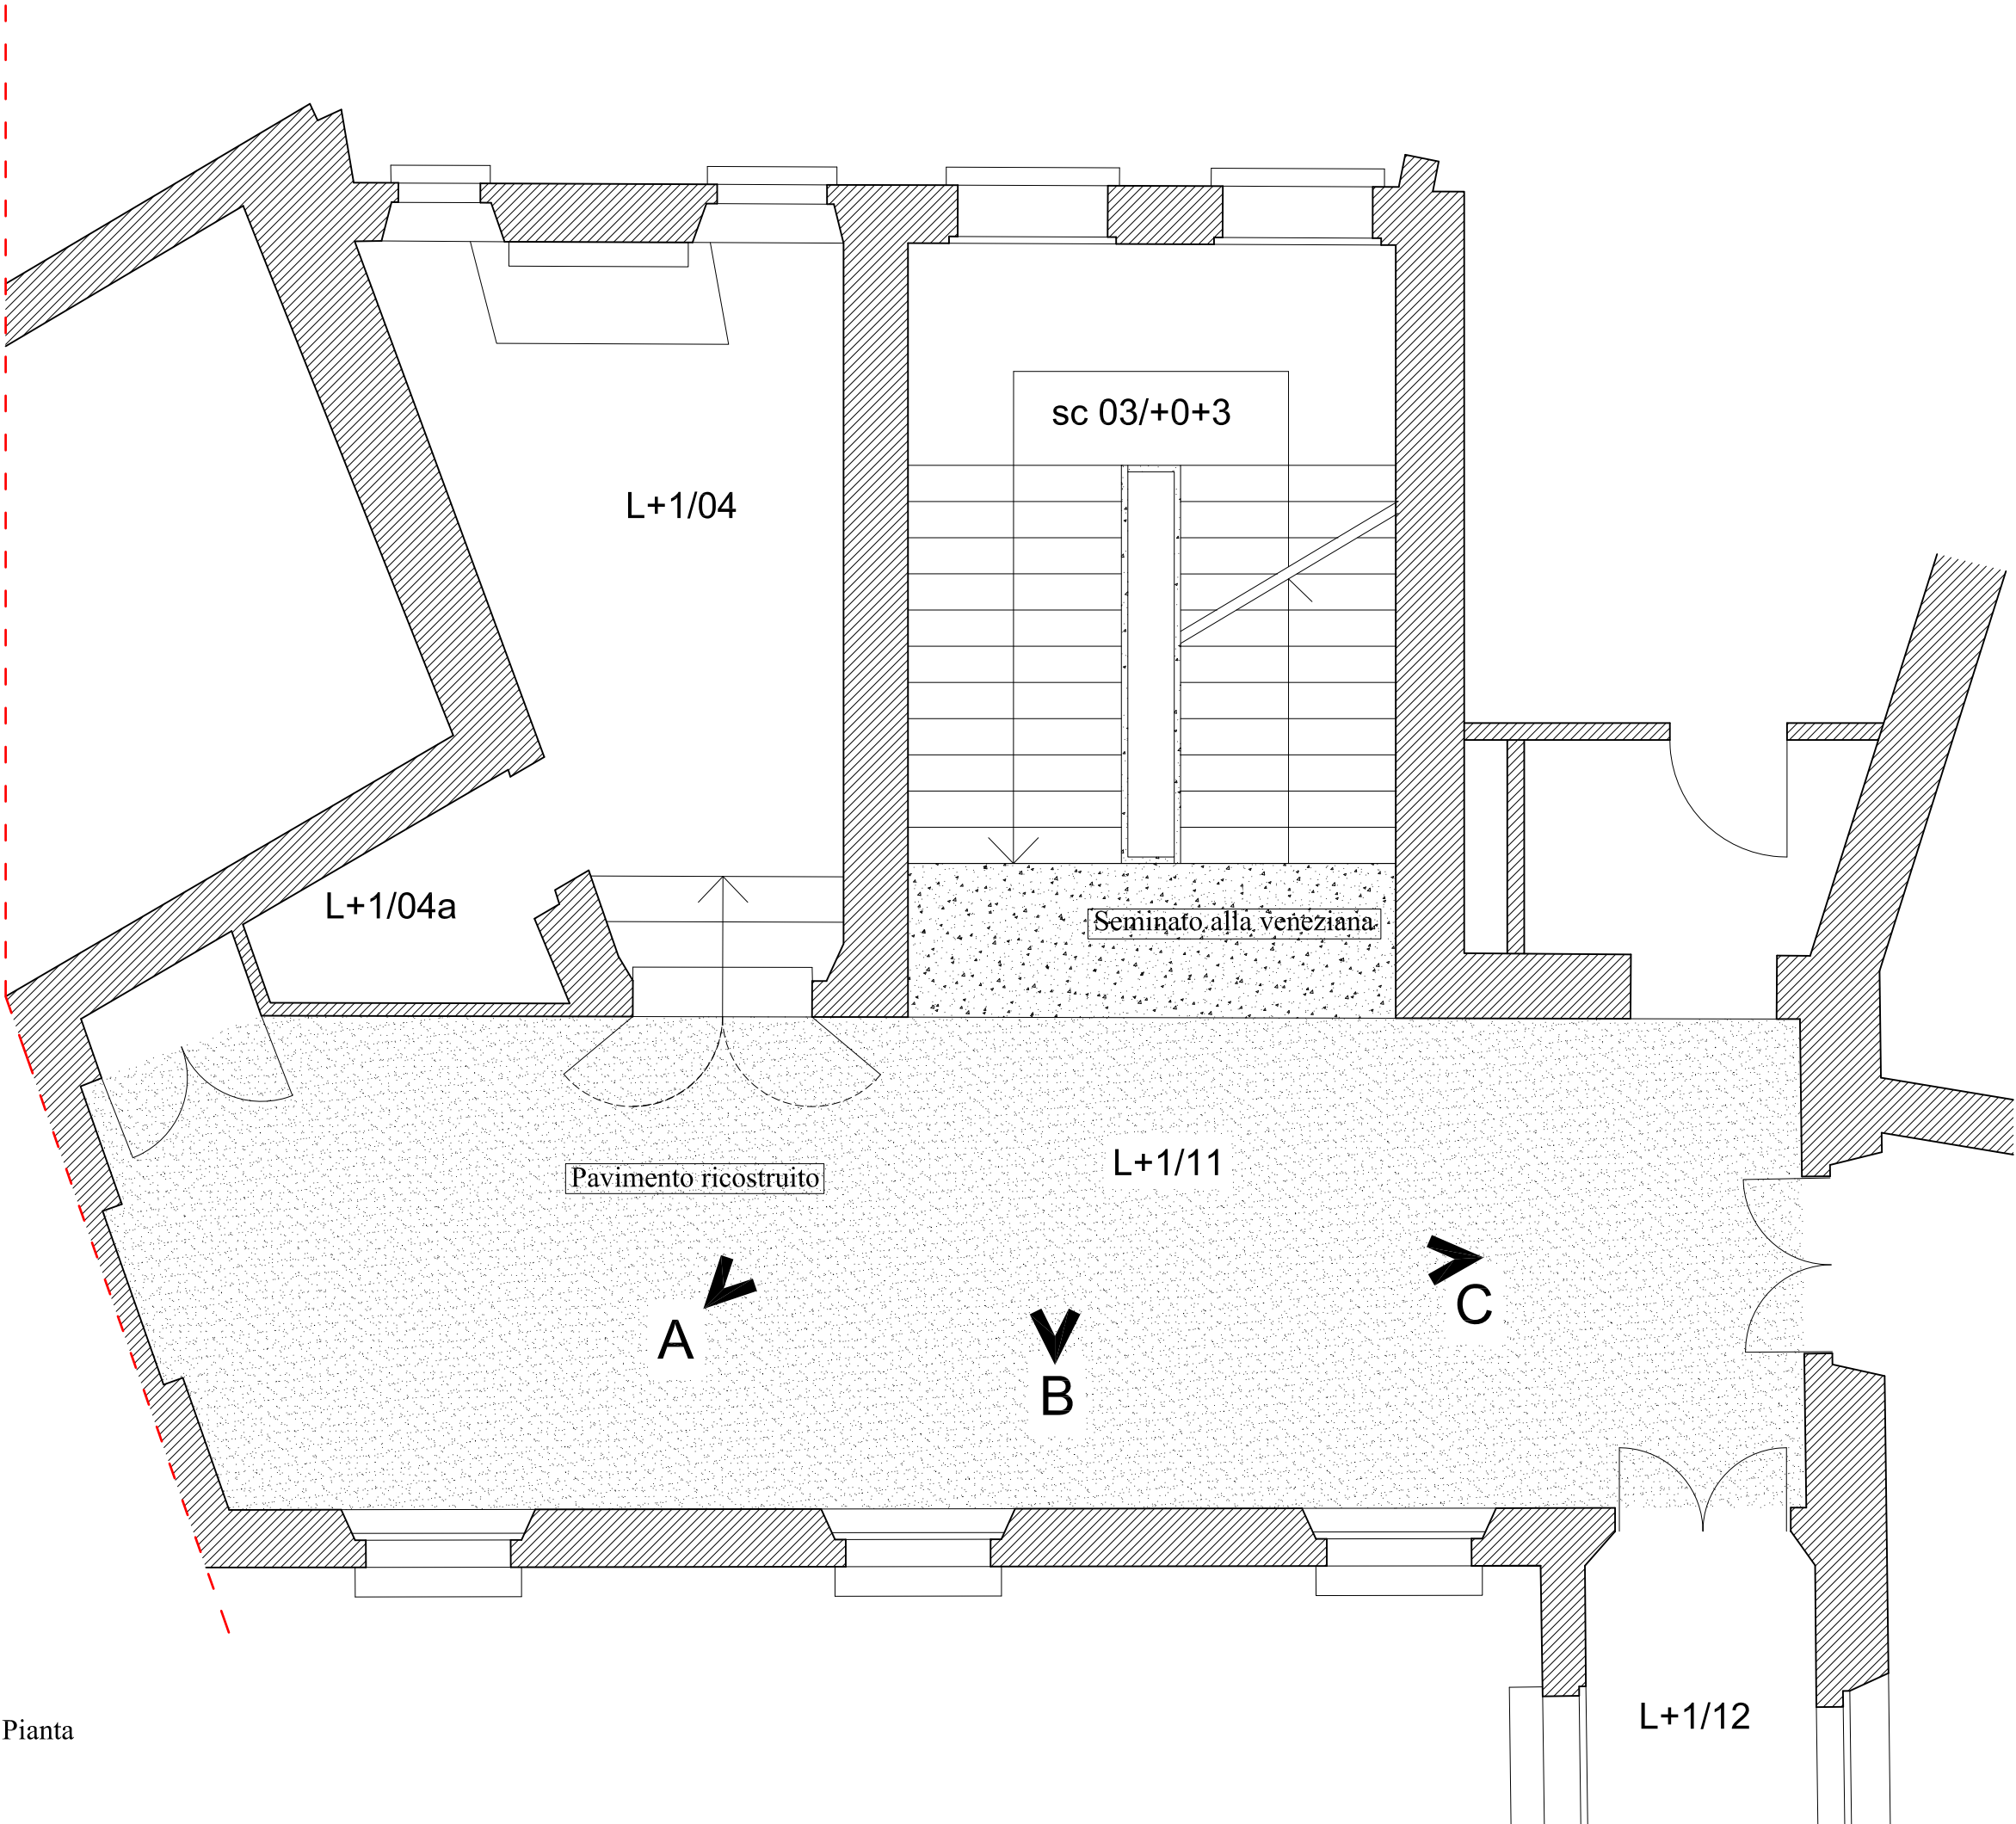 sc 03/+0+3
L+1/04
L+1/04a
Seminato alla veneziana
L+1/11
Pavimento ricostruito
A
B
C
L+1/12
Pianta